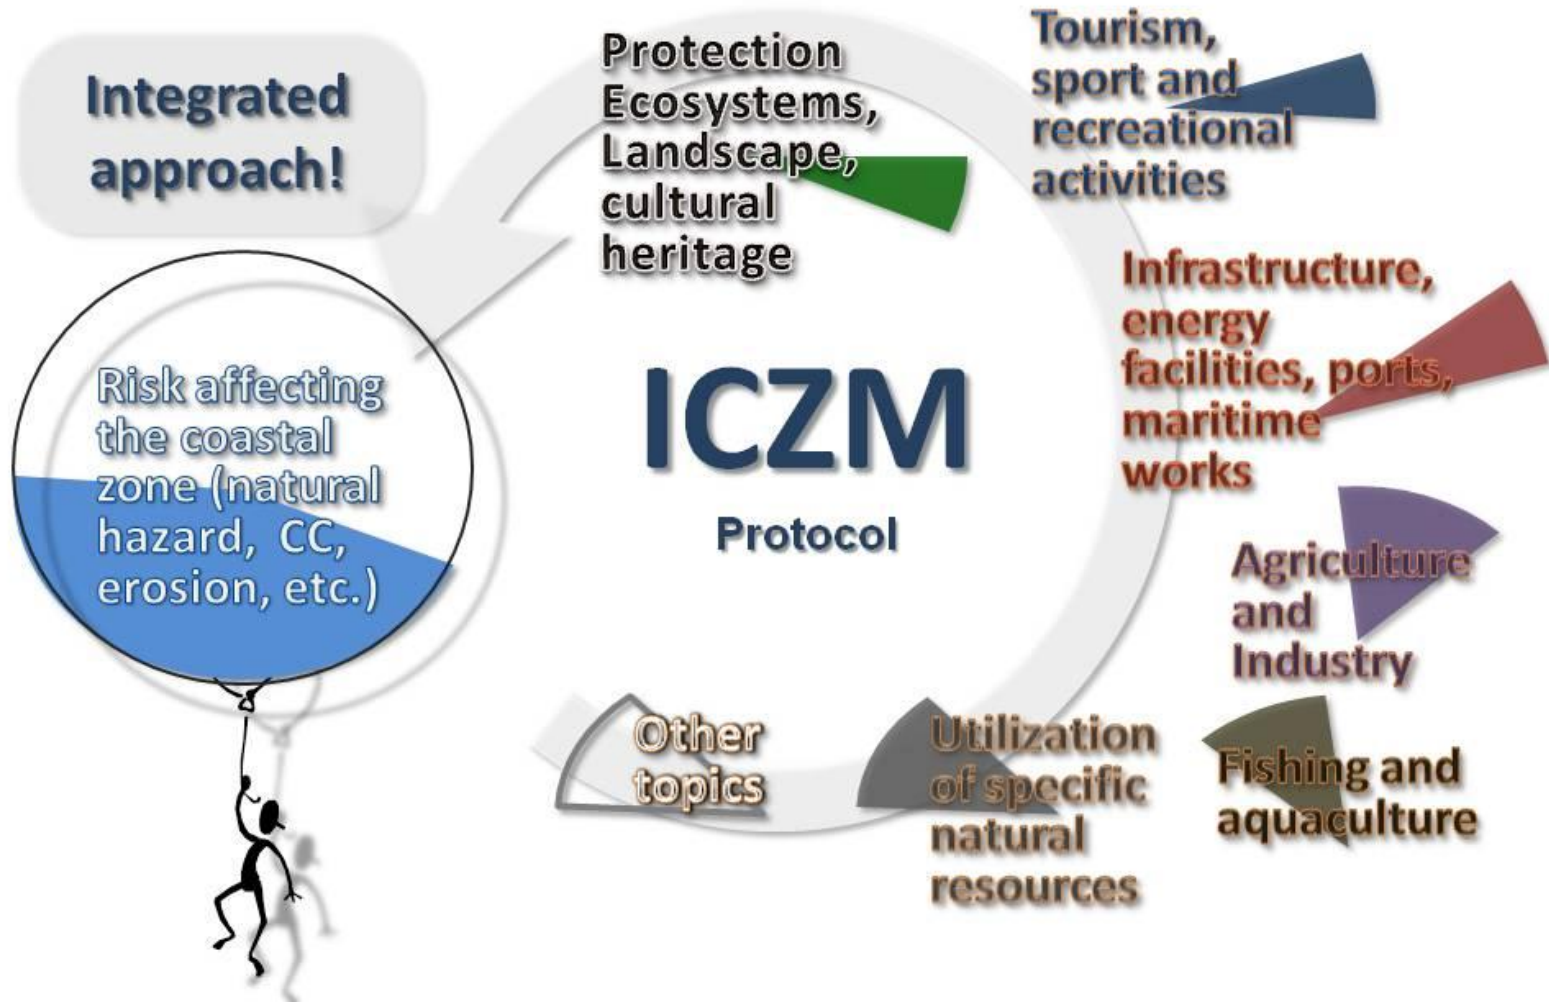 Integrated
approach!
Protection
Ecosystems,
Landscape,
cultural
heritage
Tourism,
sport and
recreational
activities
Infrastructure,
energy
facilities, ports,
maritime
works
Risk affecting
the coastal
zone (natural
hazard, CC,
erosion, etc.)
ICZM
Protocol
Agriculture
and
Industry
Other
topics
Utilization
of specific
natural
resources
Fishing and
aquaculture